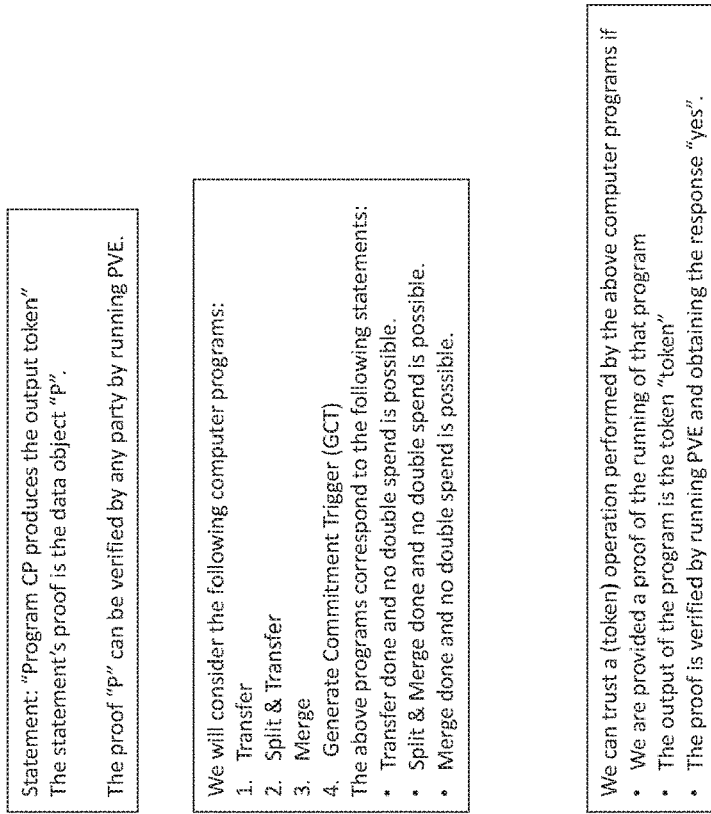 Statement: "Program CP produces the output token"
The statement's proof is the data object "P".
The proof "P" can be verified by any party by running PVE.
We will consider the following computer programs:
1. Transfer
2. Split & Transfer
3. Merge
4. Generate Commitment Trigger (GCT)
The above programs correspond to the following statements:
• Transfer done and no double spend is possible.
• Split & Merge done and no double spend is possible.
• Merge done and no double spend is possible.
We can trust a (token) operation performed by the above computer programs if
• We are provided a proof of the running of that program
• The output of the program is the token "token"
• The proof is verified by running PVE and obtaining the response "yes".